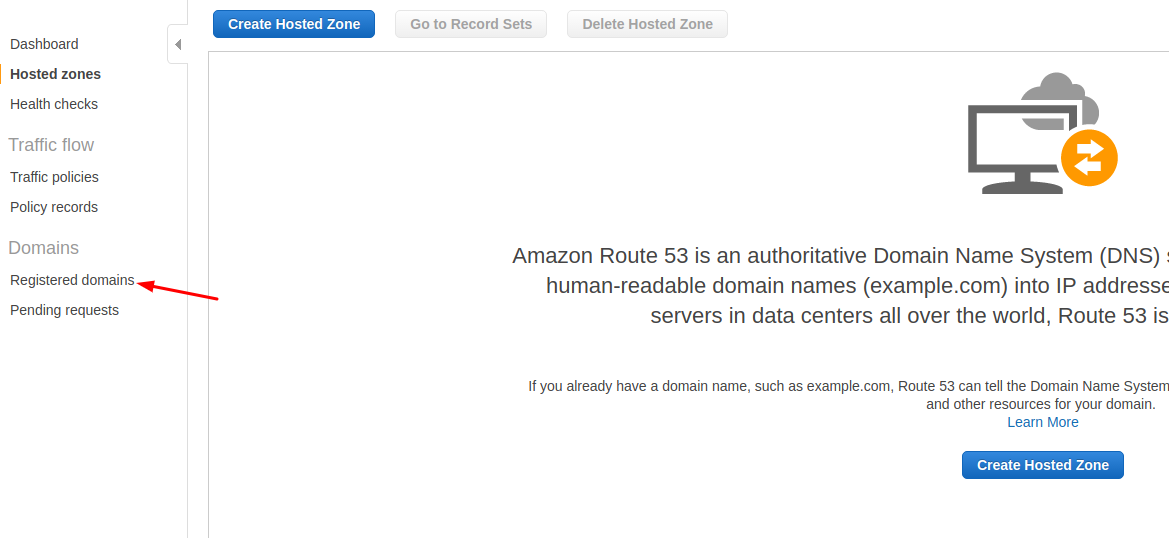 Create Hosted Zone
Go to Record Sets
Delete Hosted Zone
Dashboard
Hosted zones
Health checks
Traffic flow
Traffic policies
Policy records
Domains
Registered domains
Pending requests
Amazon Route 53 is an authoritative Domain Name System (DNS)
human-readable domain names (example.com) into IP addresse
servers in data centers all over the world, Route 53 is
If you already have a domain name, such as example.com, Route 53 can tell the Domain Name System
and other resources for your domain.
Learn More
Create Hosted Zone